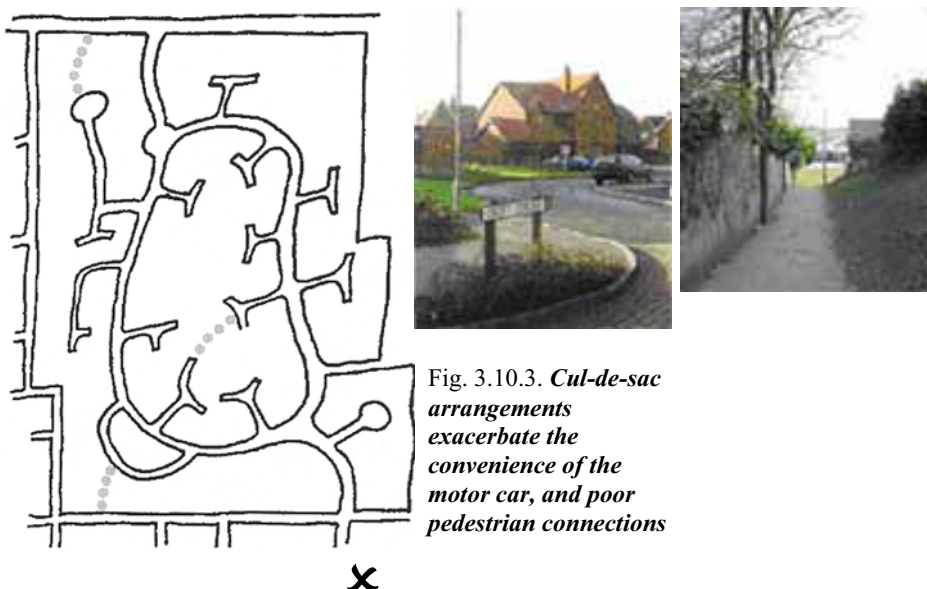 Fig. 3.10.3. Cul-de-sac
arrangements
exacerbate the
convenience of the
motor car, and poor
pedestrian connections